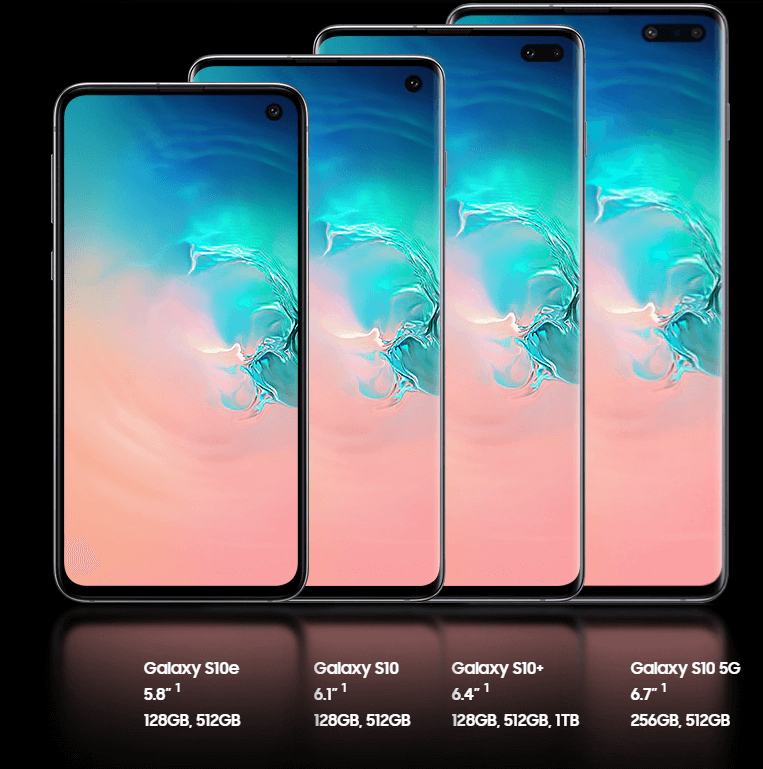 Galaxy S10e
5.8” 1
128GB, 512GB
Galaxy S10
6.1” 1
128GB, 512GB
Galaxy S10+
6.4” 1
128GB, 512GB, 1TB
Galaxy S10 5G
6.7” 1
256GB, 512GB